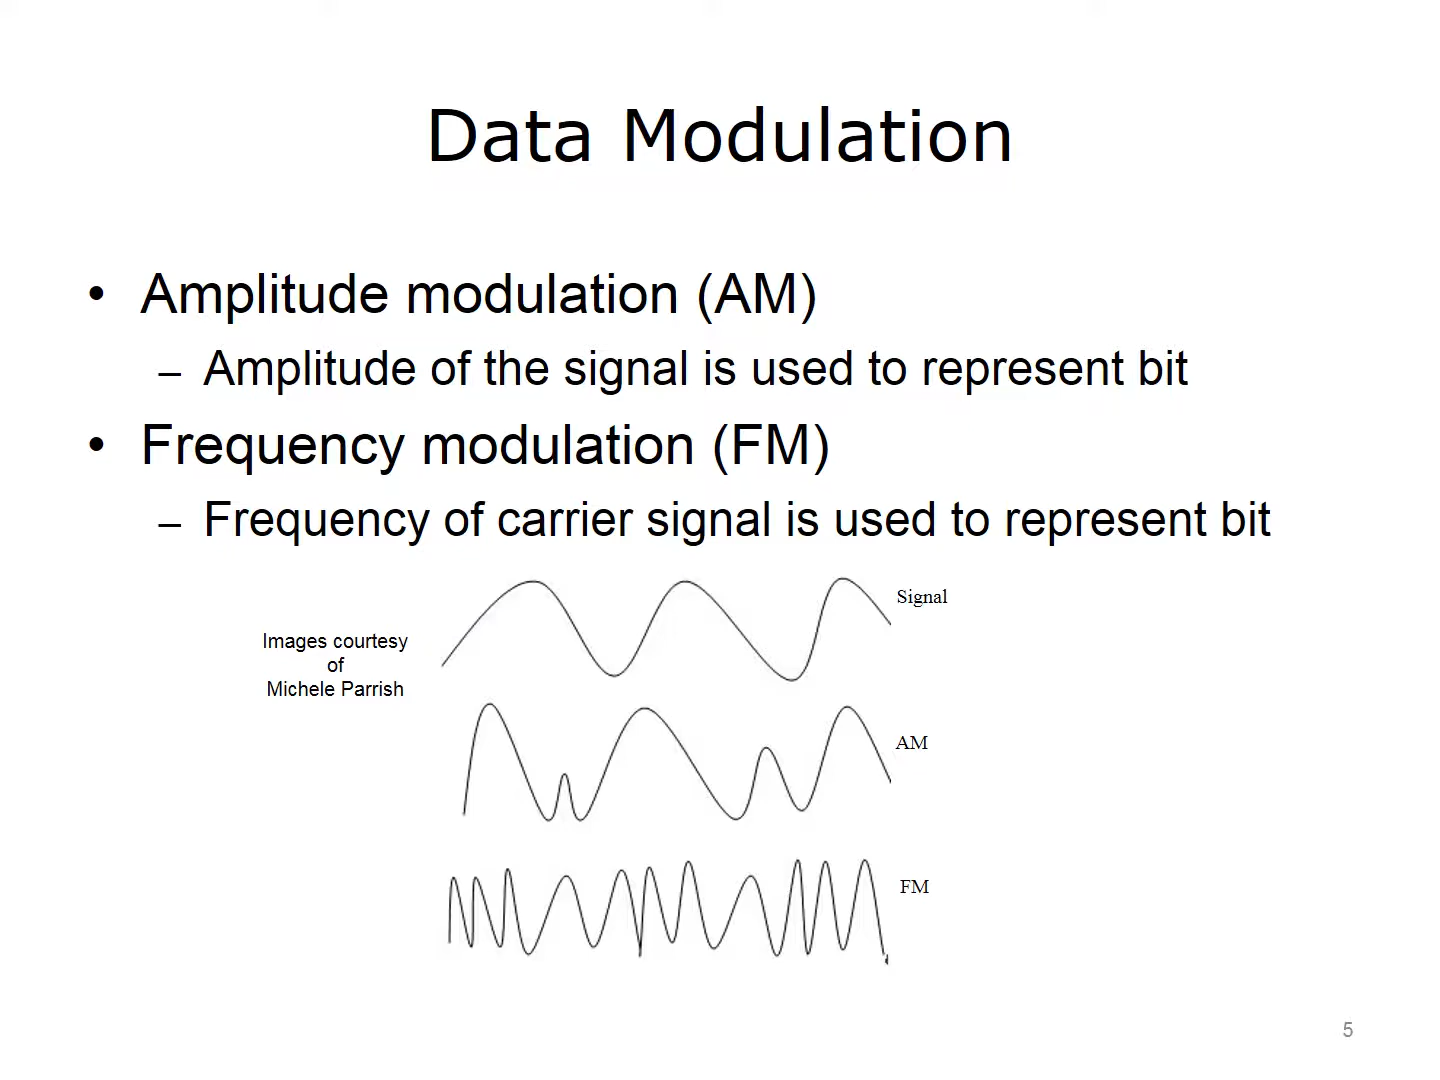 Data Modulation
• Amplitude modulation (AM)
– Amplitude of the signal is used to represent bit
• Frequency modulation (FM)
– Frequency of carrier signal is used to represent bit
Signal
Images courtesy
of
Michele Parrish
AM
FM
5